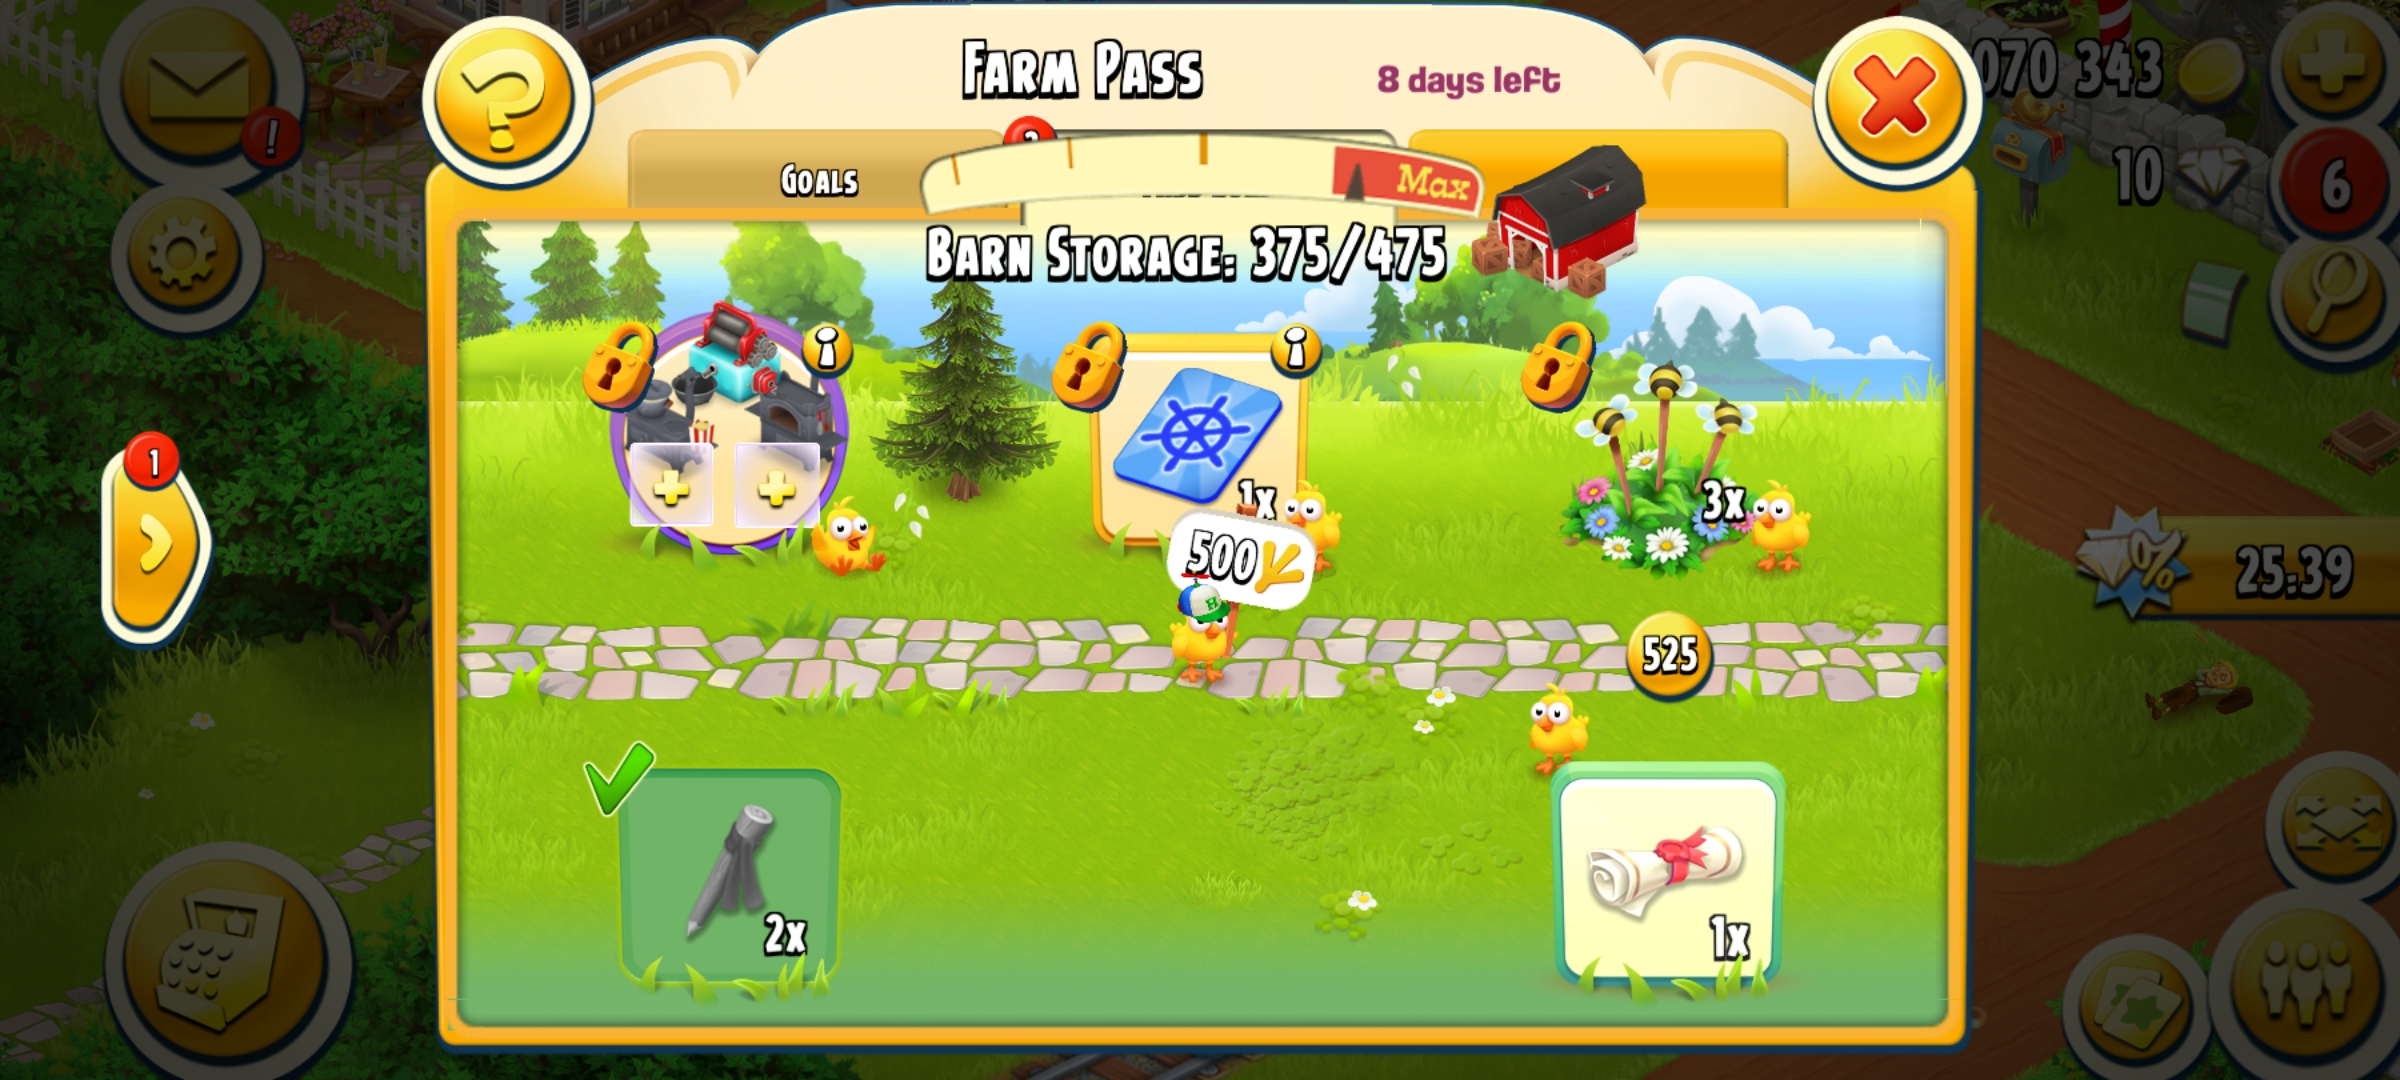 FARM PASS
8 days left
070 343
!
GOALS
Max
10
6
BARN STORAGE: 375/475
1
1x
3x
500
H
%
25:39
525
2x
1x